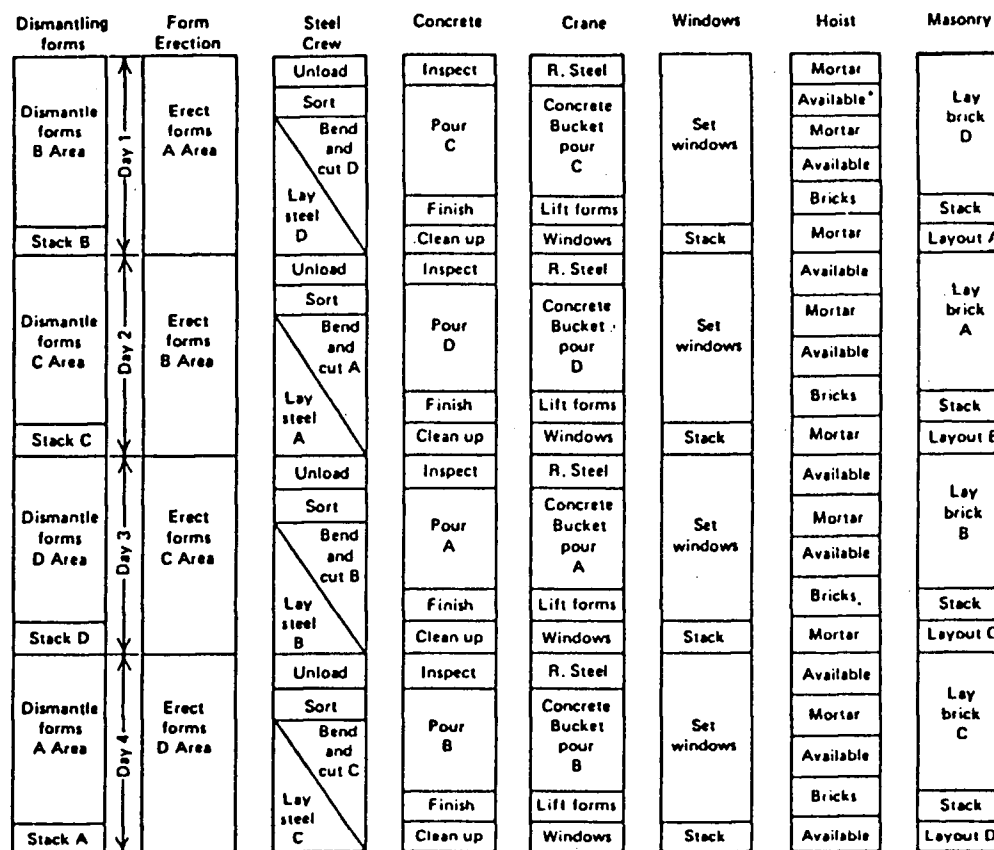 Dismantling
forms
Form
Erection
Steel
Crew
Concrete
Crane
Windows
Hoist
Masonry
Dismantle
forms
B Area
Stack B
Dismantle
forms
C Area
Stack C
Dismantle
forms
D Area
Stack D
Dismantle
forms
A Area
Stack A
Day 1
Day 2
Day 3
Day 4
Erect
forms
A Area
Erect
forms
B Area
Erect
forms
C Area
Erect
forms
D Area
Unload
Sort
Bend
and
cut D
Lay
steel
D
Unload
Sort
Bend
and
cut A
Lay
steel
A
Unload
Sort
Bend
and
cut B
Lay
steel
B
Unload
Sort
Bend
and
cut C
Lay
steel
C
Inspect
Pour
C
Finish
Clean up
Inspect
Pour
D
Finish
Clean up
Inspect
Pour
A
Finish
Clean up
Inspect
Pour
B
Finish
Clean up
R. Steel
Concrete
Bucket
pour
C
Lift forms
Windows
R. Steel
Concrete
Bucket
pour
D
Lift forms
Windows
R. Steel
Concrete
Bucket
pour
A
Lift forms
Windows
R. Steel
Concrete
Bucket
pour
B
Lift forms
Windows
Set
windows
Stack
Set
windows
Stack
Set
windows
Stack
Set
windows
Stack
Mortar
Available*
Mortar
Available
Bricks
Mortar
Available
Mortar
Available
Bricks
Mortar
Available
Mortar
Available
Bricks
Mortar
Available
Mortar
Available
Bricks
Available
Lay
brick
D
Stack
Layout A
Lay
brick
A
Stack
Layout B
Lay
brick
B
Stack
Layout C
Lay
brick
C
Stack
Layout D